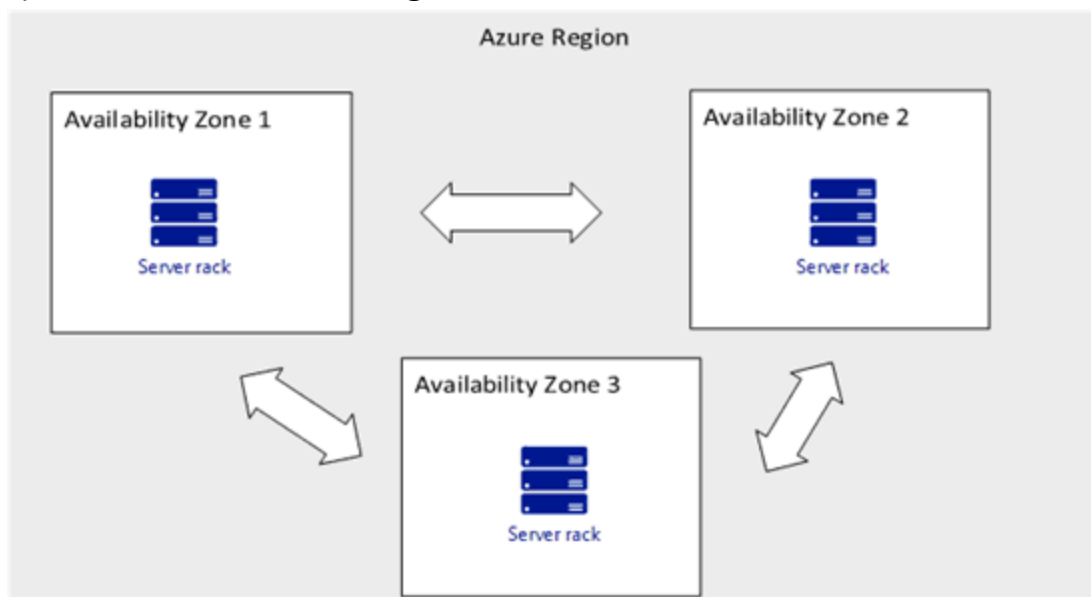 Azure Region
Availability Zone 1
Server rack
Availability Zone 2
Server rack
Availability Zone 3
Server rack